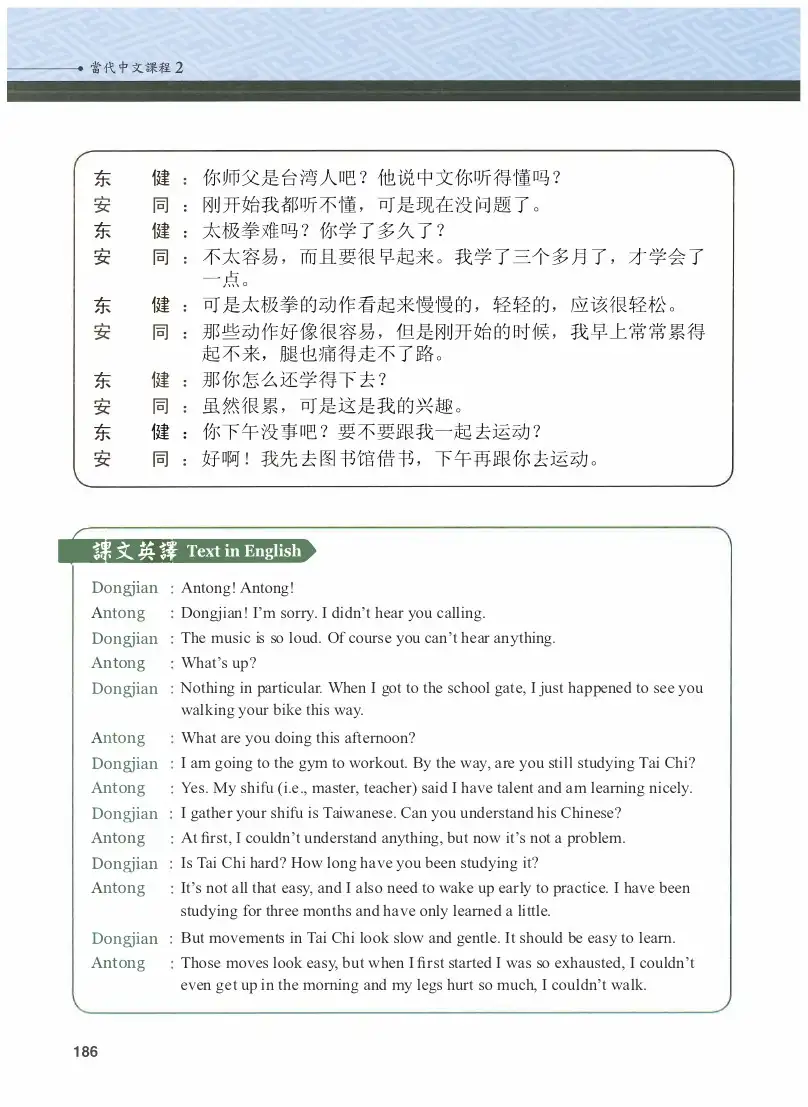 當代中文課程 2
东 健 : 你师父是台湾人吧? 他说中文你听得懂吗?
安 同 : 刚开始我都听不懂，可是现在没问题了。
东 健 : 太极拳难吗? 你学了多久了?
安 同 : 不太容易，而且要很早起来。我学了三个多月了，才学会了
一点。
东 健 : 可是太极拳的动作看起来慢慢的，轻轻的，应该很轻松。
安 同 : 那些动作好像很容易，但是刚开始的时候，我早上常常累得
起不来，腿也痛得走不了路。
东 健 : 那你怎么还学得下去?
安 同 : 虽然很累，可是这是我的兴趣。
东 健 : 你下午没事吧? 要不要跟我一起去运动?
安 同 : 好啊! 我先去图书馆借书，下午再跟你去运动。
課文英譯 Text in English
Dongjian : Antong! Antong!
Antong : Dongjian! I'm sorry. I didn't hear you calling.
Dongjian : The music is so loud. Of course you can't hear anything.
Antong : What's up?
Dongjian : Nothing in particular. When I got to the school gate, I just happened to see you
walking your bike this way.
Antong : What are you doing this afternoon?
Dongjian : I am going to the gym to workout. By the way, are you still studying Tai Chi?
Antong : Yes. My shifu (i.e., master, teacher) said I have talent and am learning nicely.
Dongjian : I gather your shifu is Taiwanese. Can you understand his Chinese?
Antong : At first, I couldn't understand anything, but now it's not a problem.
Dongjian : Is Tai Chi hard? How long have you been studying it?
Antong : It's not all that easy, and I also need to wake up early to practice. I have been
studying for three months and have only learned a little.
Dongjian : But movements in Tai Chi look slow and gentle. It should be easy to learn.
Antong : Those moves look easy, but when I first started I was so exhausted, I couldn't
even get up in the morning and my legs hurt so much, I couldn't walk.
186